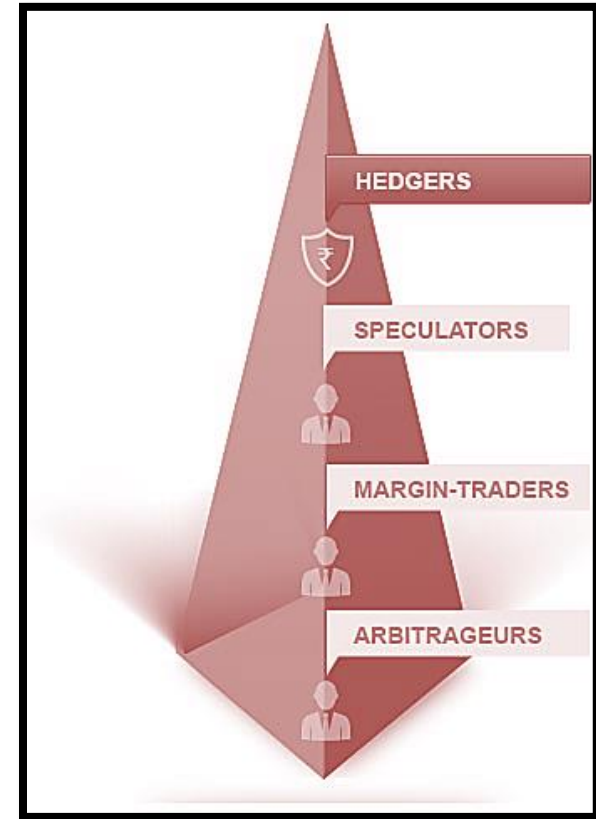 HEDGERS
₹
SPECULATORS
MARGIN-TRADERS
ARBITRAGEURS